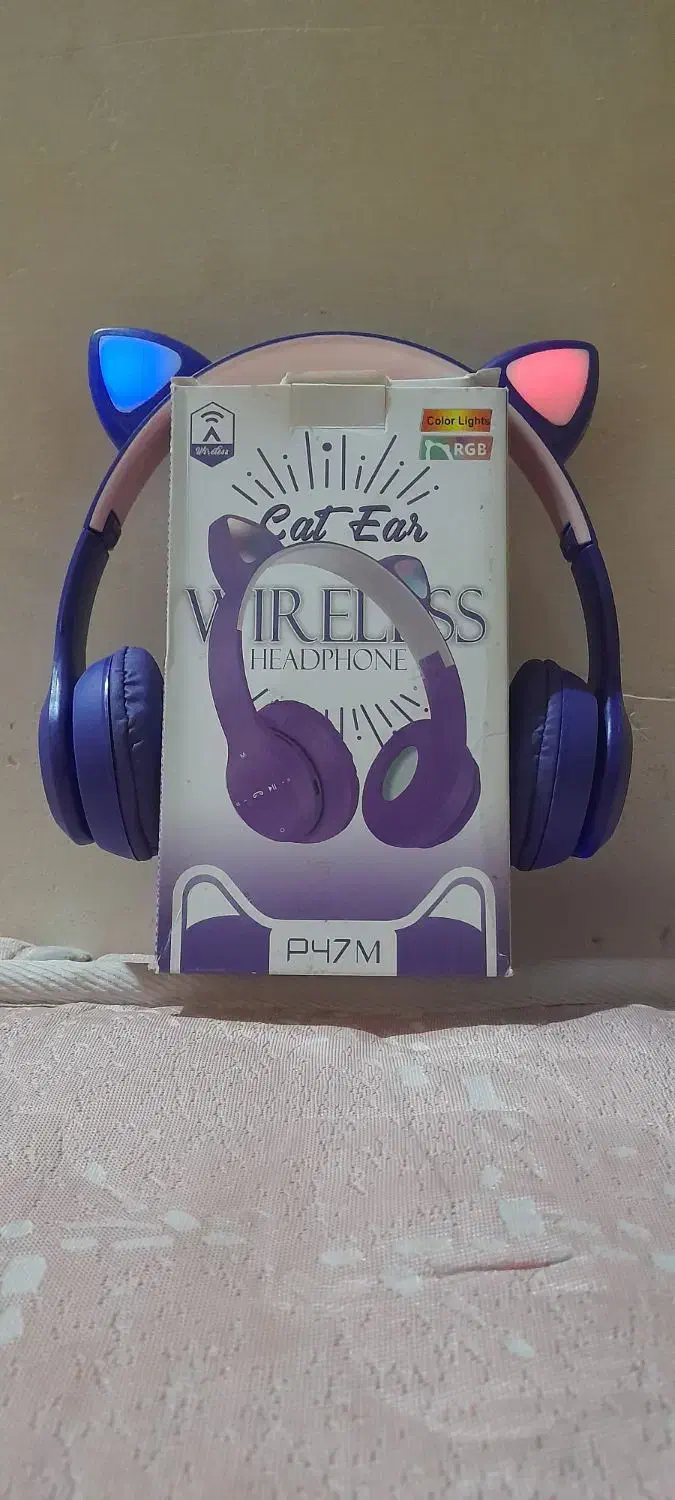 Color Lights
RGB
Wireless
Cat Ear
WIRELESS
HEADPHONE
M
P47M